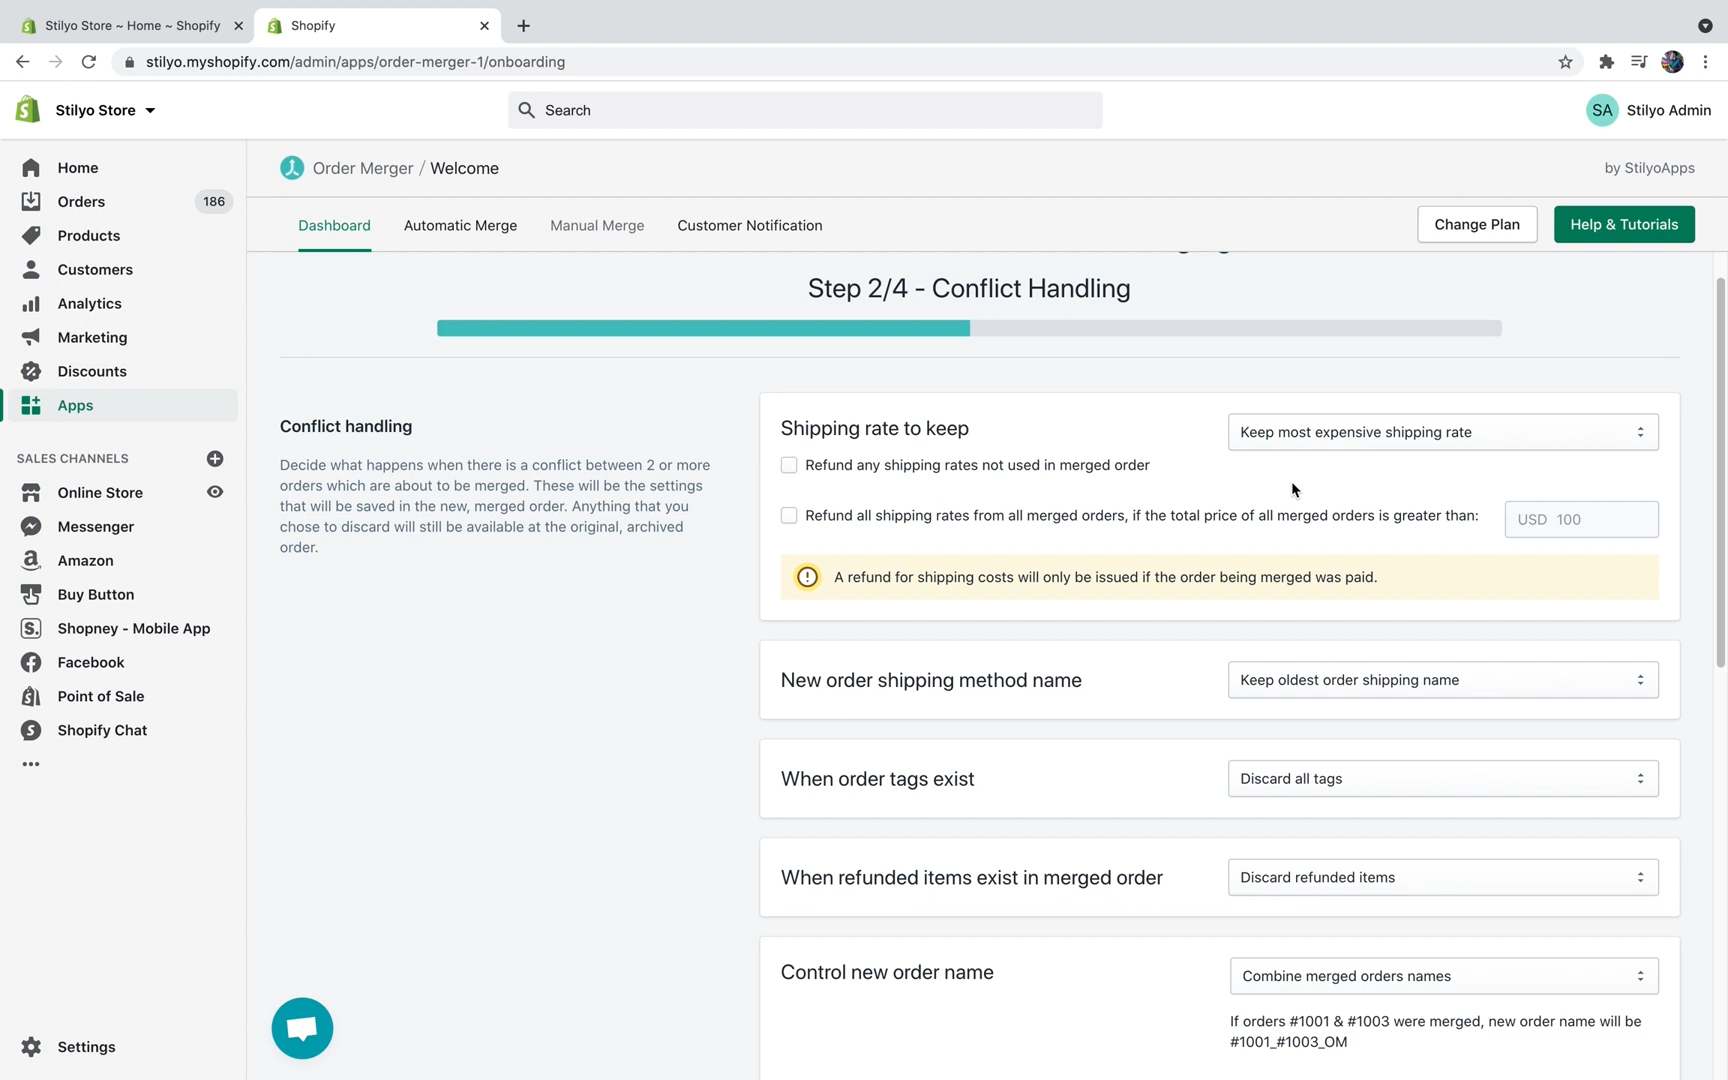 Stilyo Store ~ Home ~ Shopify
Shopify
stilyo.myshopify.com/admin/apps/order-merger-1/onboarding
Stilyo Store
Search
SA
Stilyo Admin
Home
Orders
186
Products
Customers
Analytics
Marketing
Discounts
Apps
SALES CHANNELS
Online Store
Messenger
Amazon
Buy Button
Shopney - Mobile App
Facebook
Point of Sale
Shopify Chat
Settings
Order Merger / Welcome
by StilyoApps
Dashboard
Automatic Merge
Manual Merge
Customer Notification
Change Plan
Help & Tutorials
Step 2/4 - Conflict Handling
Conflict handling
Decide what happens when there is a conflict between 2 or more
orders which are about to be merged. These will be the settings
that will be saved in the new, merged order. Anything that you
chose to discard will still be available at the original, archived
order.
Shipping rate to keep
Keep most expensive shipping rate
Refund any shipping rates not used in merged order
Refund all shipping rates from all merged orders, if the total price of all merged orders is greater than:
USD 100
A refund for shipping costs will only be issued if the order being merged was paid.
New order shipping method name
Keep oldest order shipping name
When order tags exist
Discard all tags
When refunded items exist in merged order
Discard refunded items
Control new order name
Combine merged orders names
If orders #1001 & #1003 were merged, new order name will be
#1001_#1003_OM